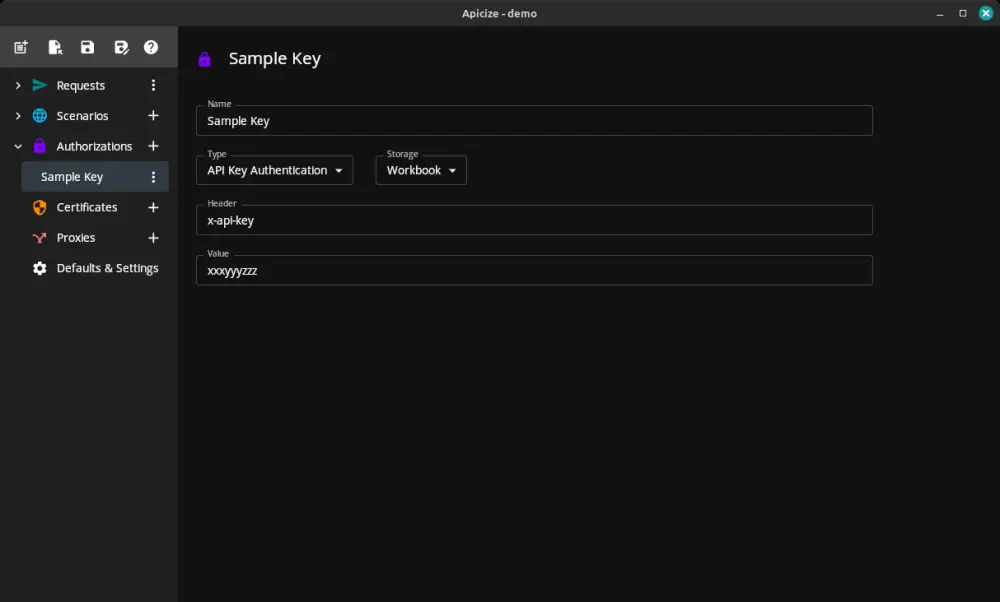 Apicize - demo
Requests
Scenarios
Authorizations
Sample Key
Certificates
Proxies
Defaults & Settings
Sample Key
Name
Sample Key
Type
API Key Authentication
Storage
Workbook
Header
x-api-key
Value
xxxyyyzzz